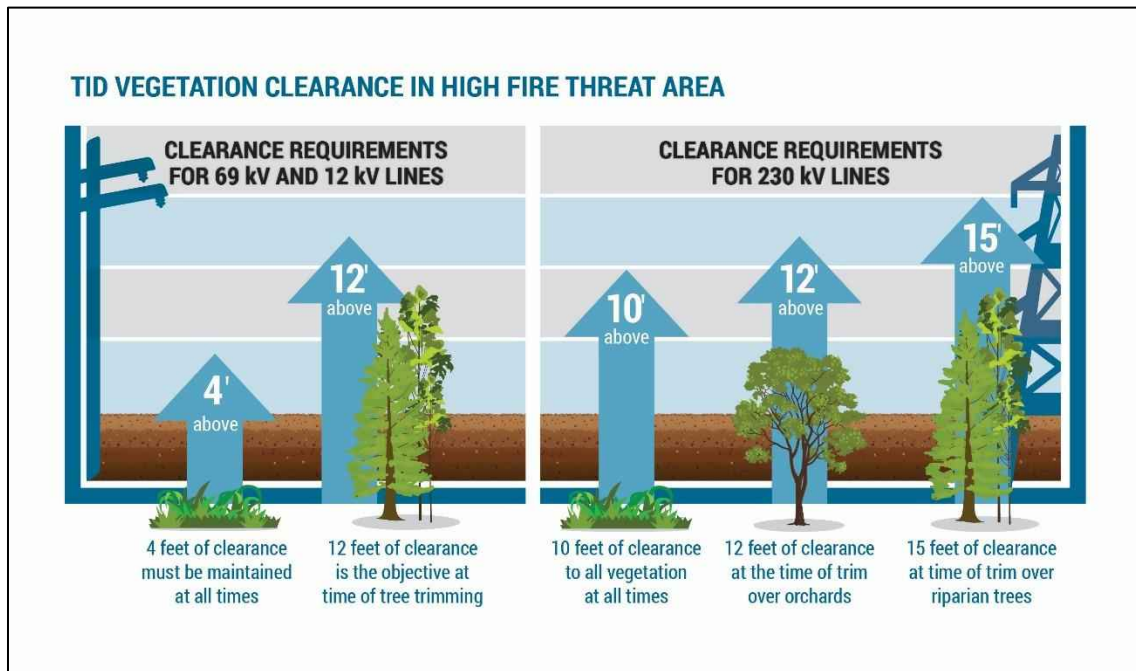 TID VEGETATION CLEARANCE IN HIGH FIRE THREAT AREA
CLEARANCE REQUIREMENTS
FOR 69 kV AND 12 kV LINES
4'
above
12'
above
4 feet of clearance
must be maintained
at all times
12 feet of clearance
is the objective at
time of tree trimming
CLEARANCE REQUIREMENTS
FOR 230 kV LINES
10'
above
12'
above
15'
above
10 feet of clearance
to all vegetation
at all times
12 feet of clearance
at the time of trim
over orchards
15 feet of clearance
at time of trim over
riparian trees